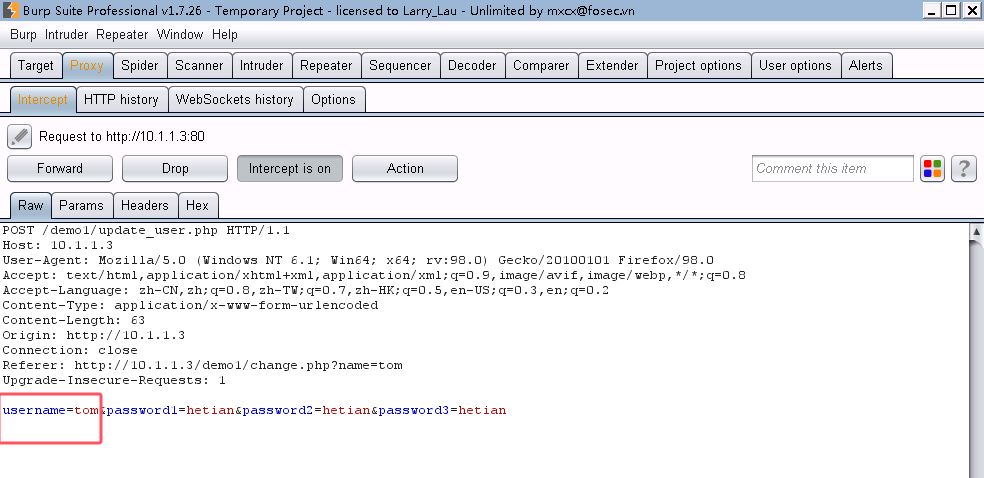 Burp Suite Professional v1.7.26 - Temporary Project - licensed to Larry_Lau - Unlimited by mxcx@fosec.vn
Burp Intruder Repeater Window Help
Target Proxy Spider Scanner Intruder Repeater Sequencer Decoder Comparer Extender Project options User options Alerts
Intercept HTTP history WebSockets history Options
Request to http://10.1.1.3:80
Forward Drop Intercept is on Action Comment this item ?
Raw Params Headers Hex
POST /demo1/update_user.php HTTP/1.1
Host: 10.1.1.3
User-Agent: Mozilla/5.0 (Windows NT 6.1; Win64; x64; rv:98.0) Gecko/20100101 Firefox/98.0
Accept: text/html,application/xhtml+xml,application/xml;q=0.9,image/avif,image/webp,*/*;q=0.8
Accept-Language: zh-CN,zh;q=0.8,zh-TW;q=0.7,zh-HK;q=0.5,en-US;q=0.3,en;q=0.2
Content-Type: application/x-www-form-urlencoded
Content-Length: 63
Origin: http://10.1.1.3
Connection: close
Referer: http://10.1.1.3/demo1/change.php?name=tom
Upgrade-Insecure-Requests: 1
username=tom&password1=hetian&password2=hetian&password3=hetian